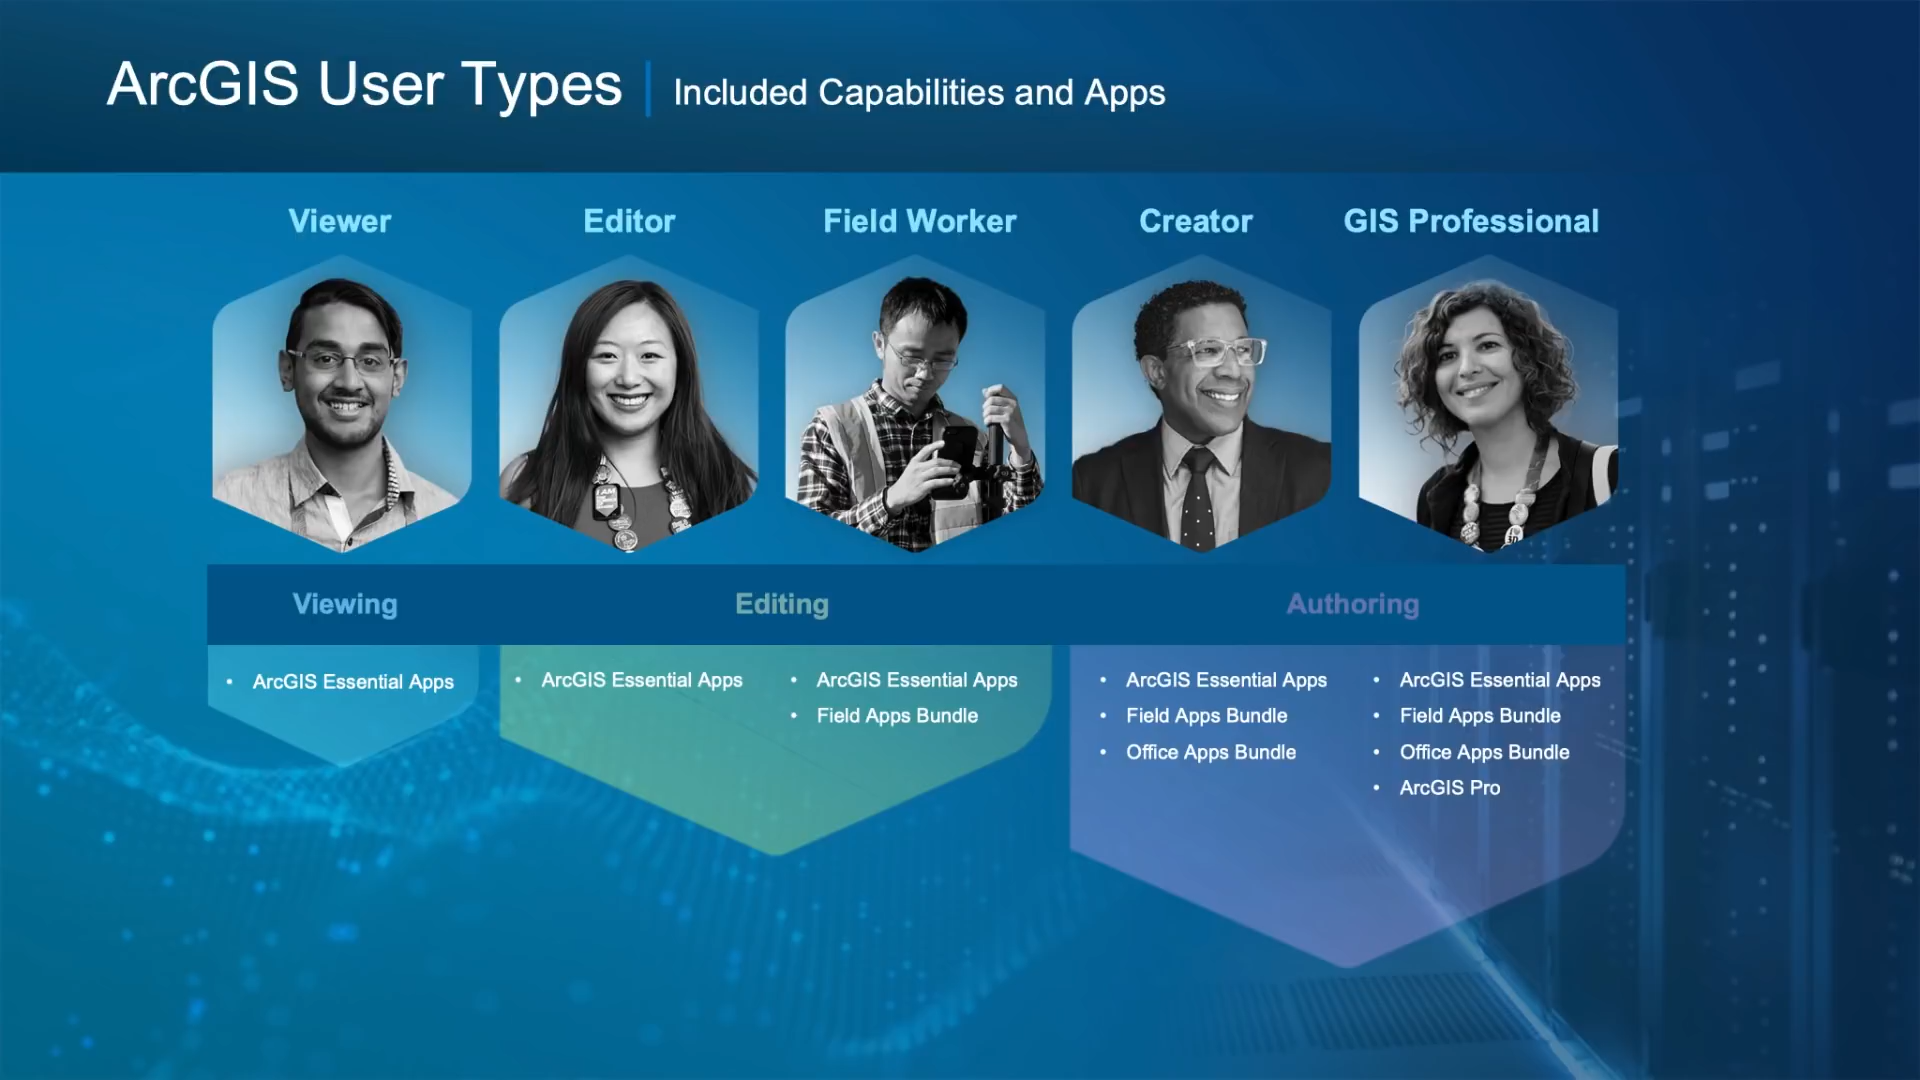 ArcGIS User Types | Included Capabilities and Apps
Viewer
Editor
Field Worker
Creator
GIS Professional
Viewing
Editing
Authoring
• ArcGIS Essential Apps
• ArcGIS Essential Apps
• ArcGIS Essential Apps
• Field Apps Bundle
• ArcGIS Essential Apps
• Field Apps Bundle
• Office Apps Bundle
• ArcGIS Essential Apps
• Field Apps Bundle
• Office Apps Bundle
• ArcGIS Pro